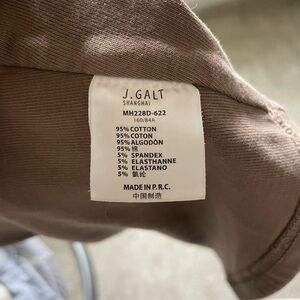 J. GALT
SHANGHAI
MH228D-622
160/84A
95% COTTON
95% COTON
95% ALGODÓN
95% 棉
5% SPANDEX
5% ELASTHANNE
5% ELASTANO
5% 氨纶
MADE IN P.R.C.
中国制造